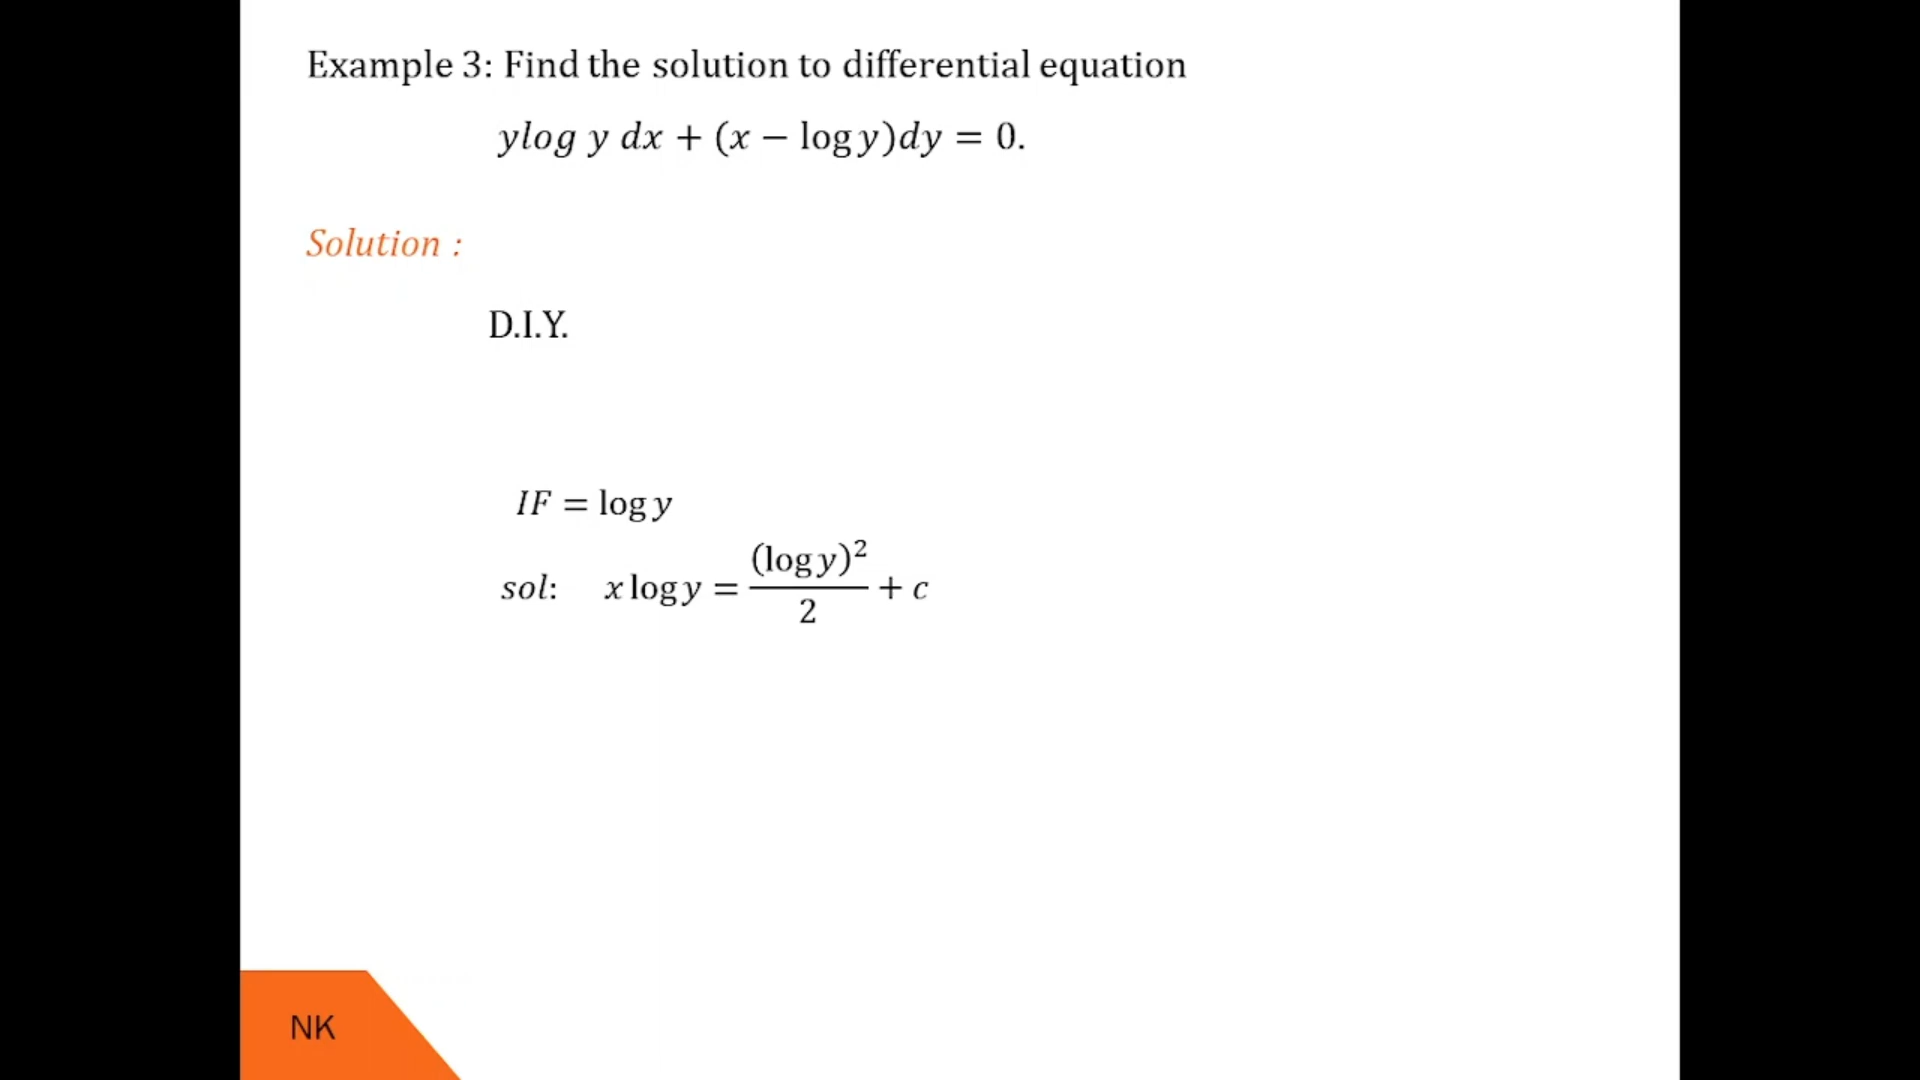 Example 3: Find the solution to differential equation
ylog y dx + (x − log y)dy = 0.
Solution :
D.I.Y.
IF = log y
sol: x log y = (log y)² / 2 + c
NK